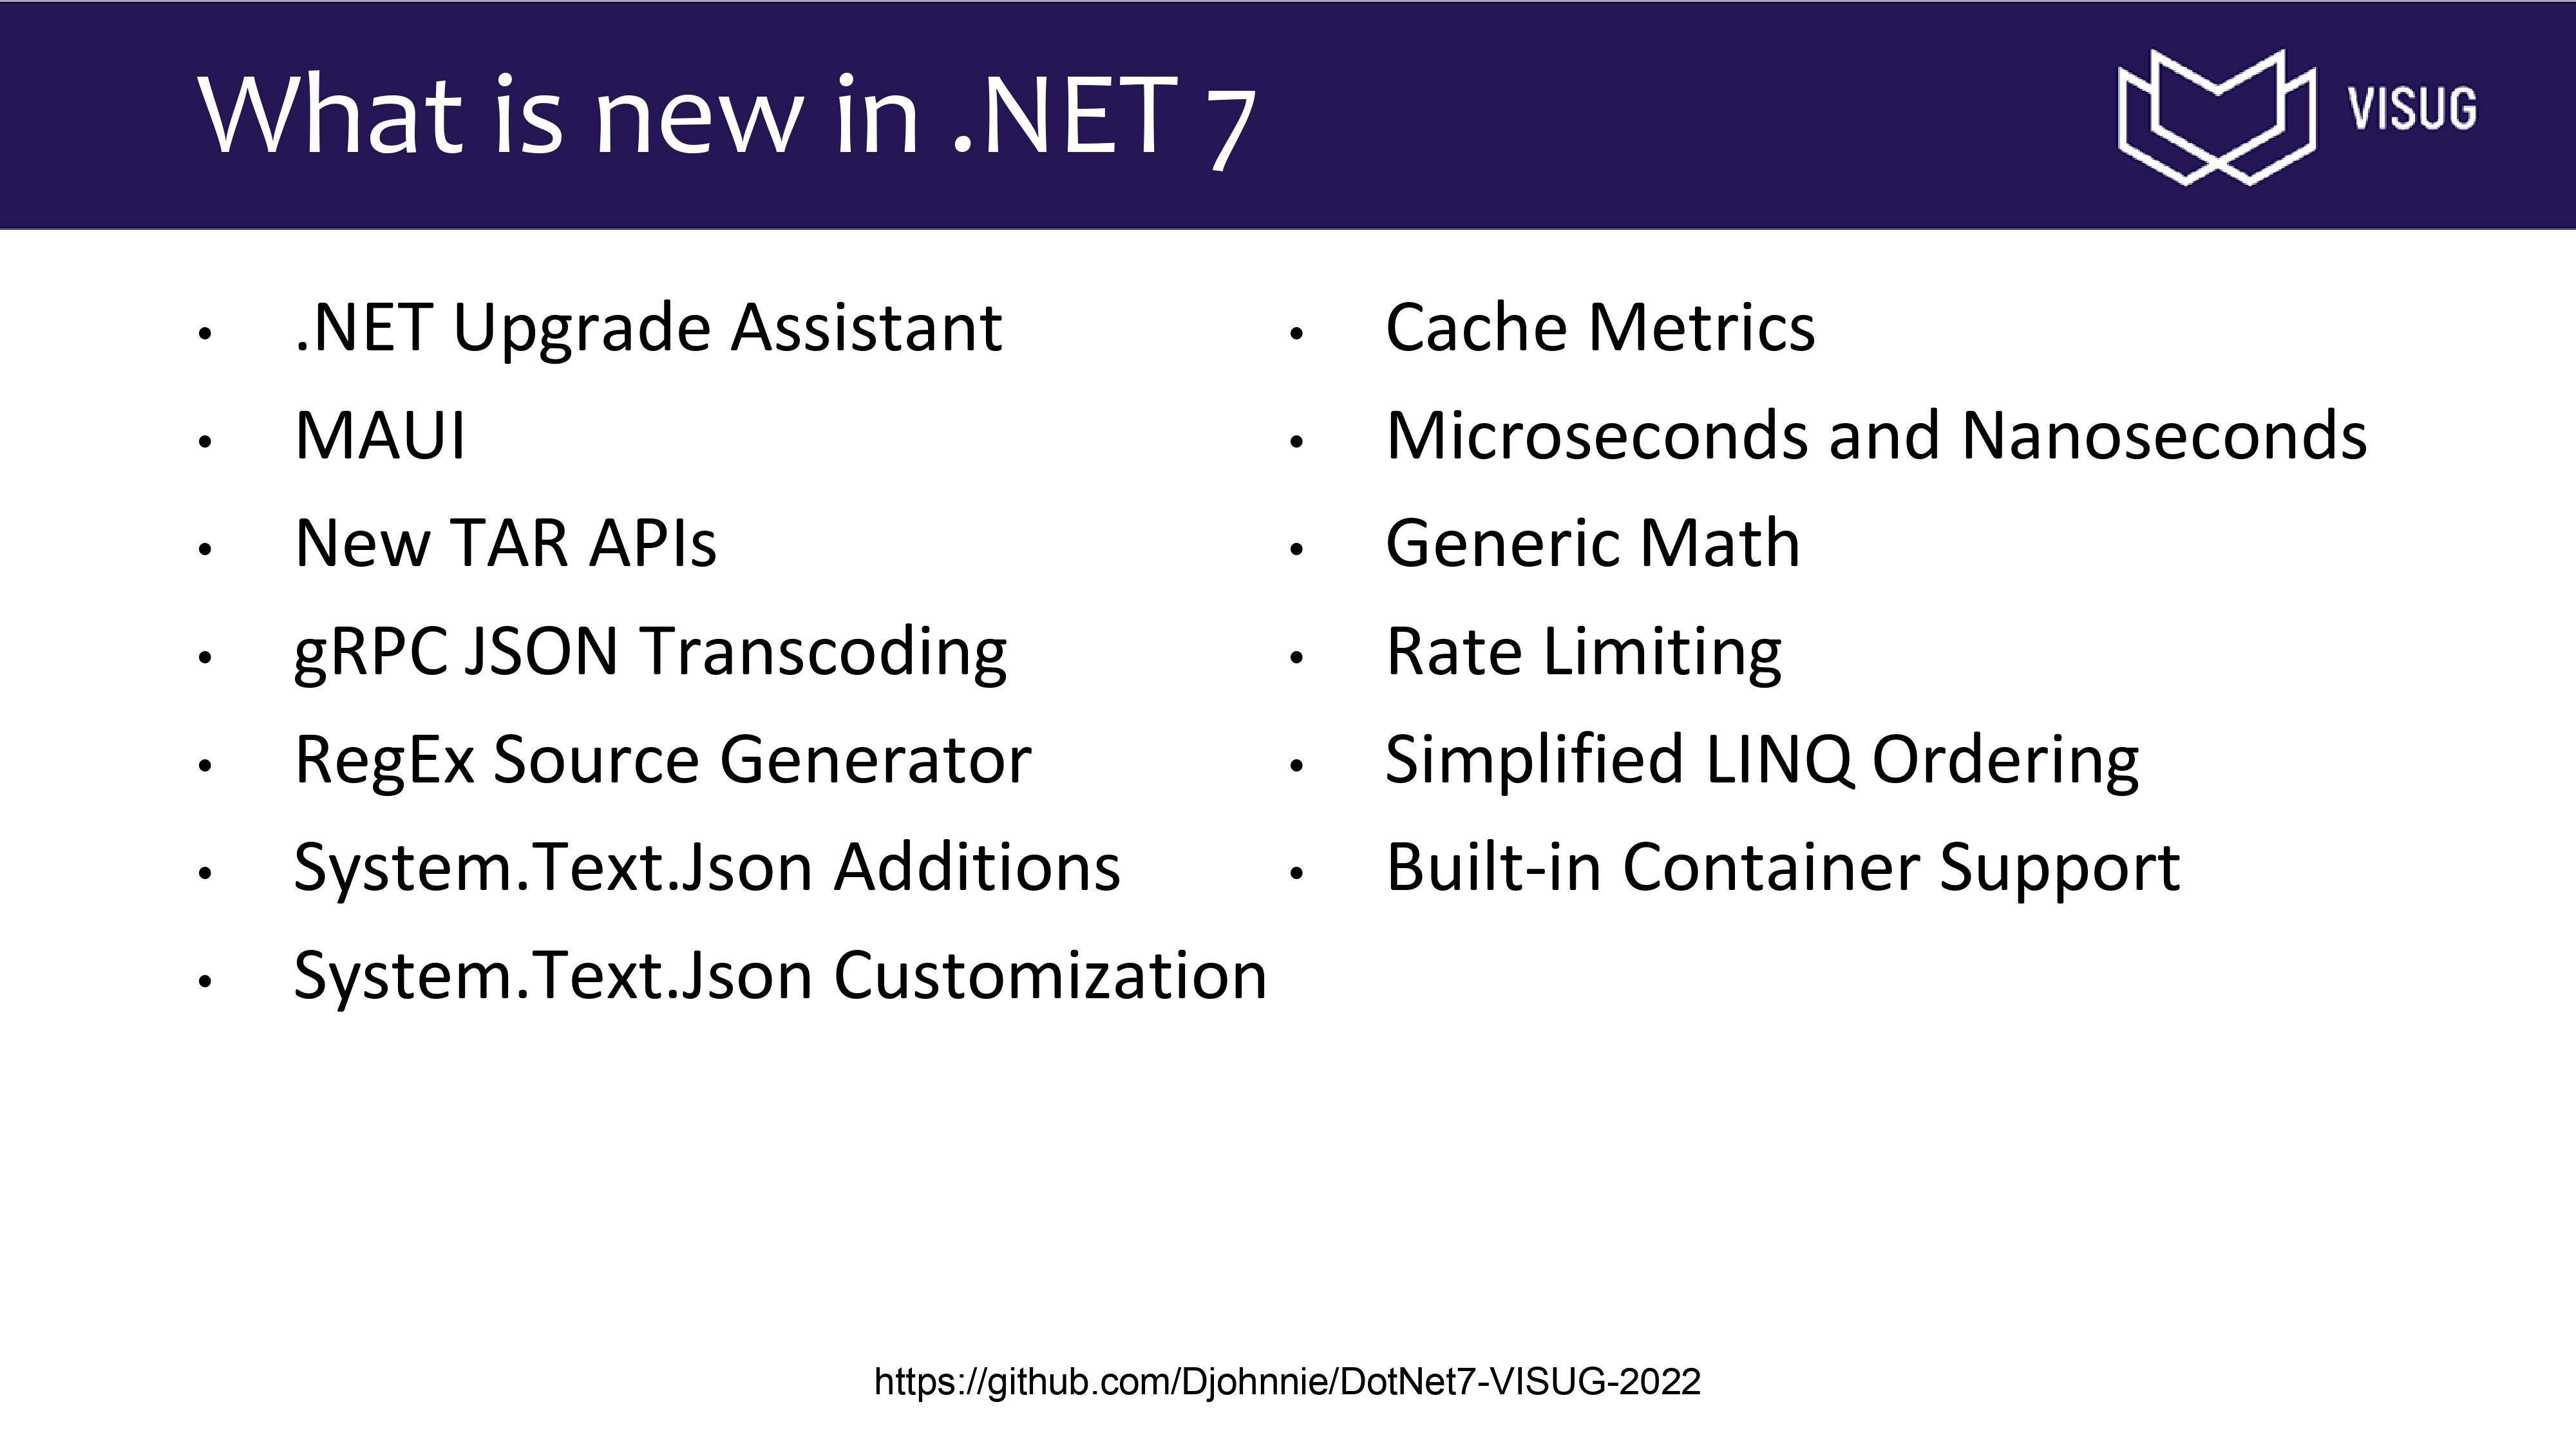 What is new in .NET 7
VISUG
• .NET Upgrade Assistant
• MAUI
• New TAR APIs
• gRPC JSON Transcoding
• RegEx Source Generator
• System.Text.Json Additions
• System.Text.Json Customization
• Cache Metrics
• Microseconds and Nanoseconds
• Generic Math
• Rate Limiting
• Simplified LINQ Ordering
• Built-in Container Support
https://github.com/Djohnnie/DotNet7-VISUG-2022